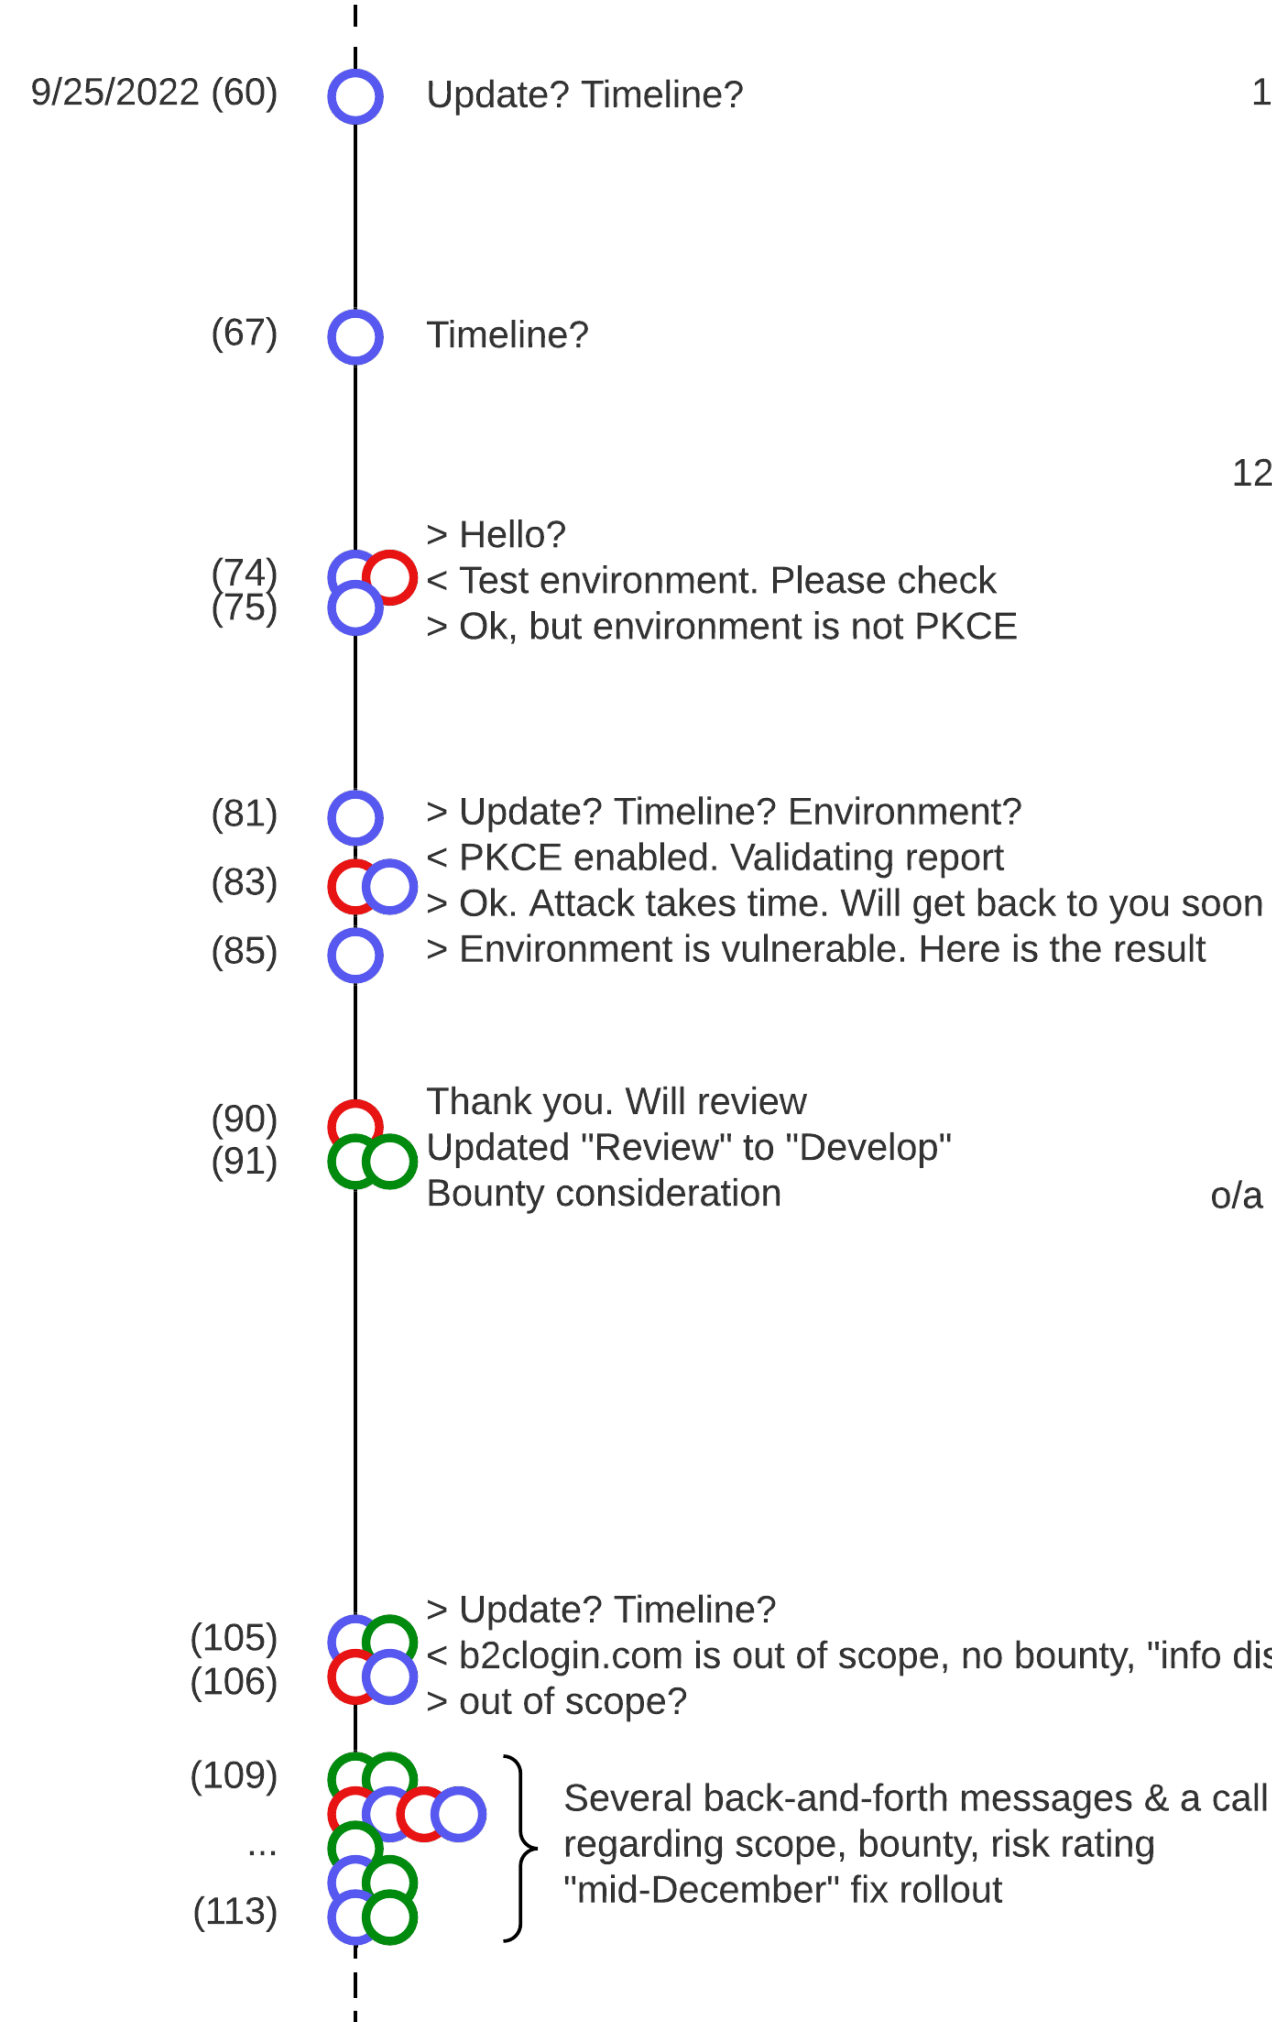 9/25/2022 (60) Update? Timeline? 1
(67) Timeline?
12
> Hello?
(74) < Test environment. Please check
(75) > Ok, but environment is not PKCE
(81) > Update? Timeline? Environment?
< PKCE enabled. Validating report
(83) > Ok. Attack takes time. Will get back to you soon
(85) > Environment is vulnerable. Here is the result
Thank you. Will review
(90)
Updated "Review" to "Develop"
(91)
Bounty consideration o/a
> Update? Timeline?
(105)
< b2clogin.com is out of scope, no bounty, "info dis
(106)
> out of scope?
(109)
Several back-and-forth messages & a call
... regarding scope, bounty, risk rating
"mid-December" fix rollout
(113)